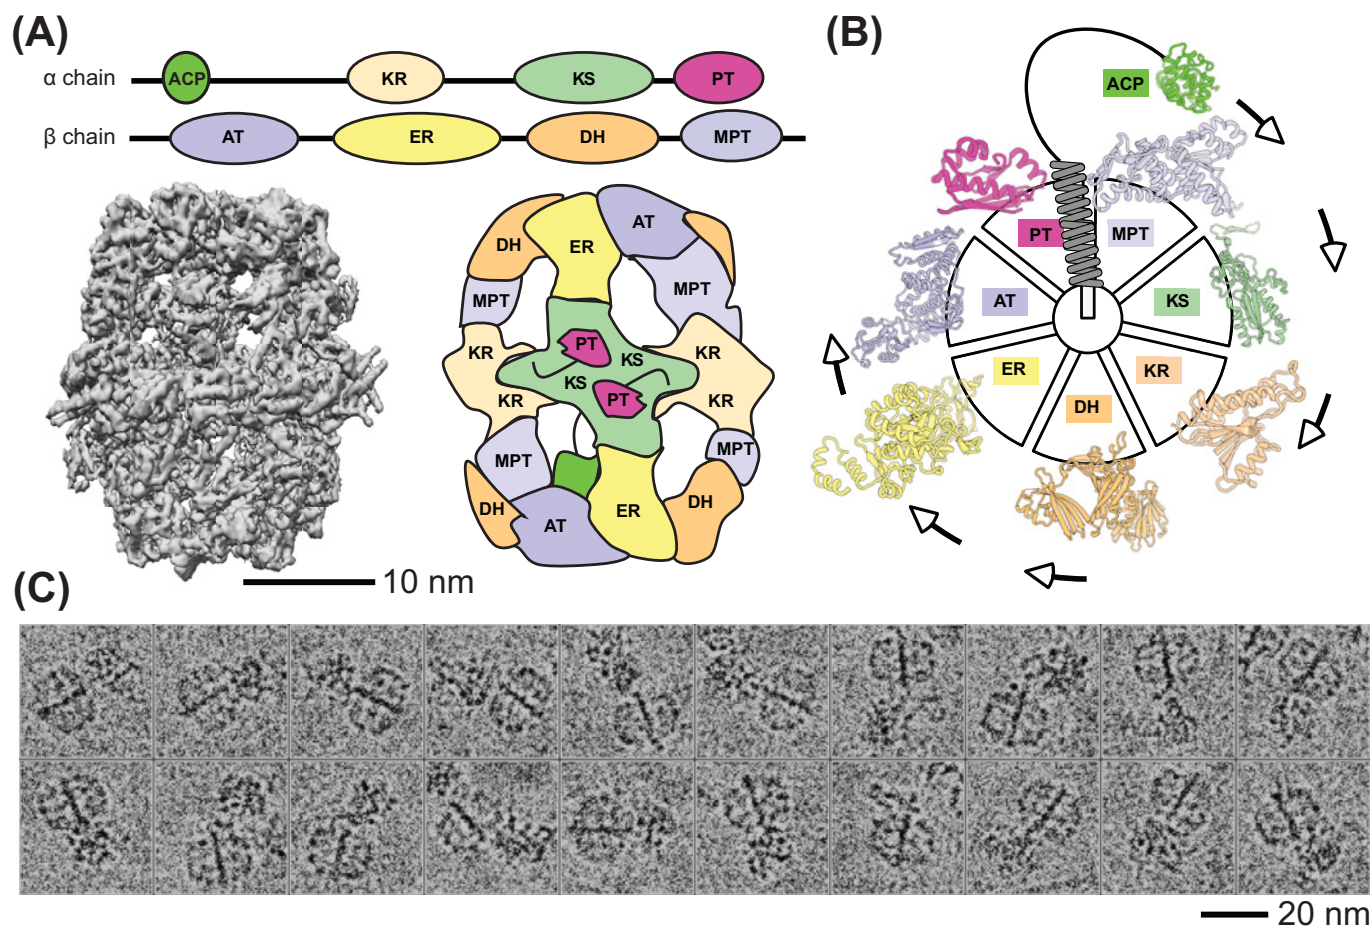 (A)
α chain
ACP
KR
KS
PT
β chain
AT
ER
DH
MPT
DH
ER
AT
MPT
MPT
KR
PT
KS
KR
KS
KR
PT
KR
MPT
MPT
DH
AT
ER
DH
10 nm
(B)
ACP
PT
MPT
AT
KS
ER
KR
DH
(C)
20 nm